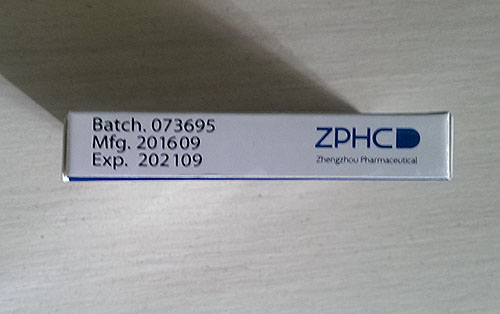 Batch. 073695
Mfg. 201609
Exp. 202109
ZPHC
Zhengzhou Pharmaceutical